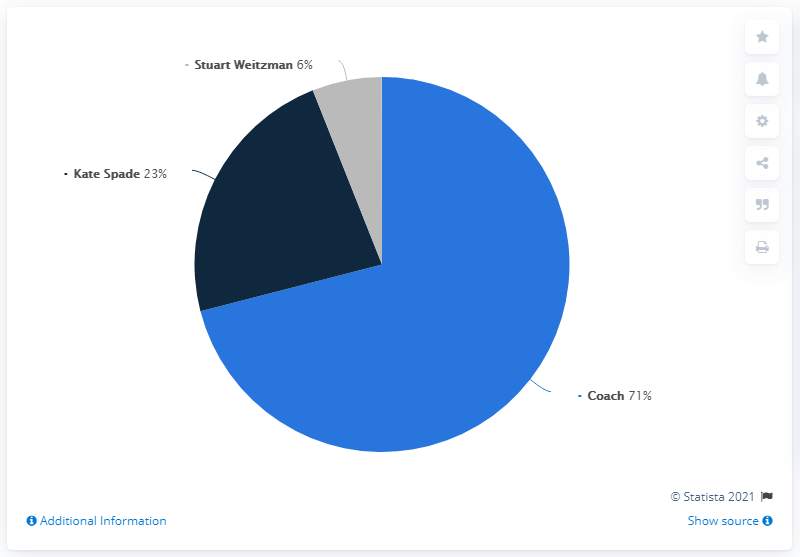 Stuart Weitzman 6%
Kate Spade 23%
Coach 71%
© Statista 2021
Additional Information
Show source